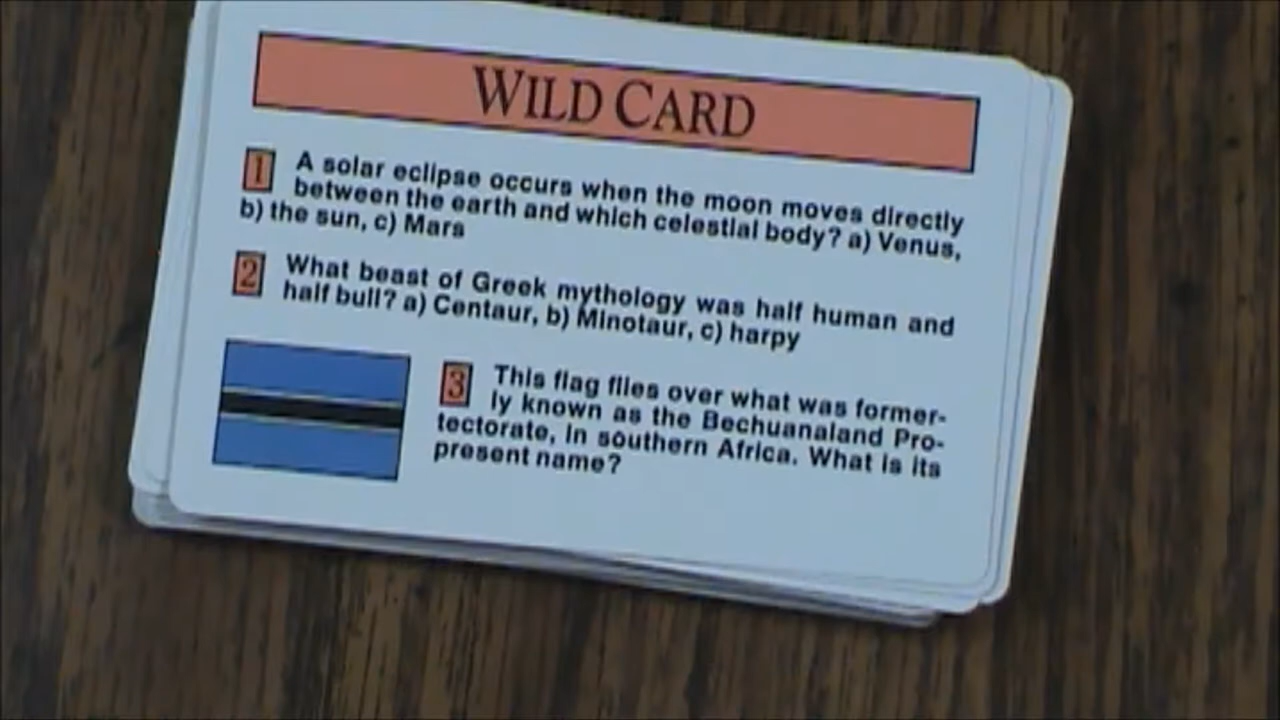 WILD CARD
1 A solar eclipse occurs when the moon moves directly
between the earth and which celestial body? a) Venus,
b) the sun, c) Mars
2 What beast of Greek mythology was half human and
half bull? a) Centaur, b) Minotaur, c) harpy
3 This flag flies over what was former-
ly known as the Bechuanaland Pro-
tectorate, in southern Africa. What is its
present name?